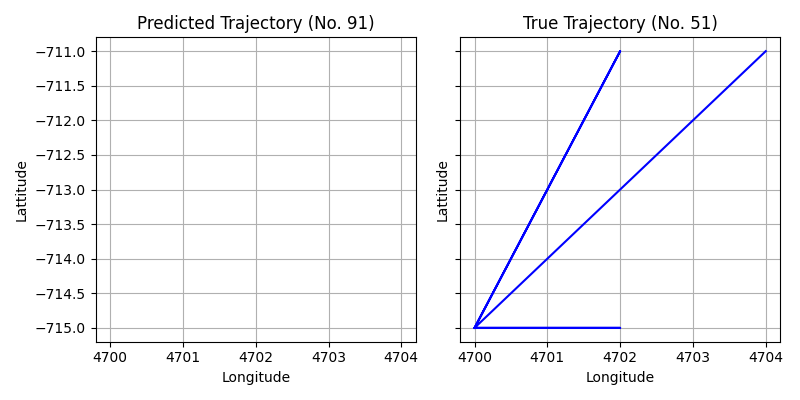 Predicted Trajectory (No. 91)
True Trajectory (No. 51)
−711.0
−711.5
−712.0
−712.5
−713.0
−713.5
−714.0
−714.5
−715.0
Lattitude
Lattitude
4700 4701 4702 4703 4704
4700 4701 4702 4703 4704
Longitude
Longitude